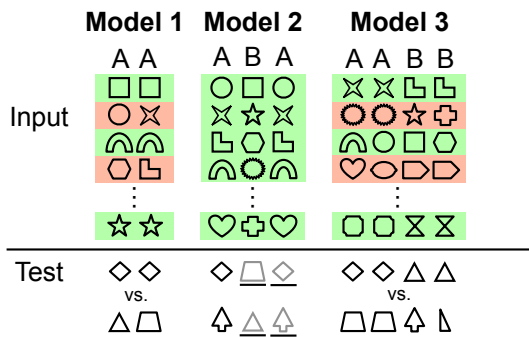 Model 1 Model 2 Model 3
A A A B A A A B B
Input
Test
vs. vs.